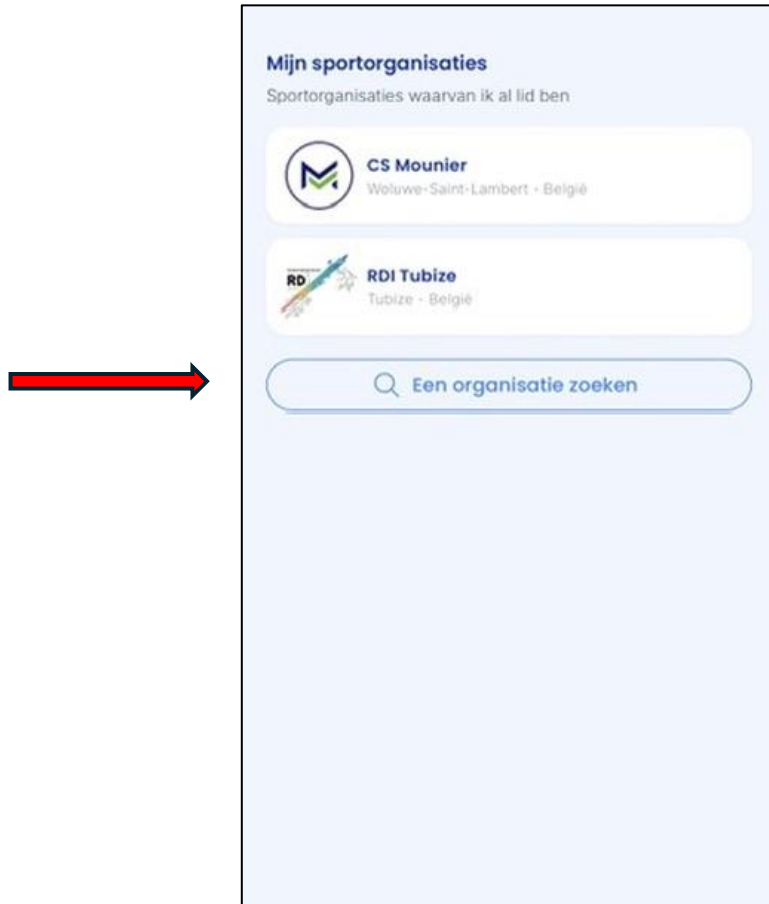 Mijn sportorganisaties
Sportorganisaties waarvan ik al lid ben
CS Mounier
Woluwe-Saint-Lambert - België
RD
RDI Tubize
Tubize - België
Een organisatie zoeken